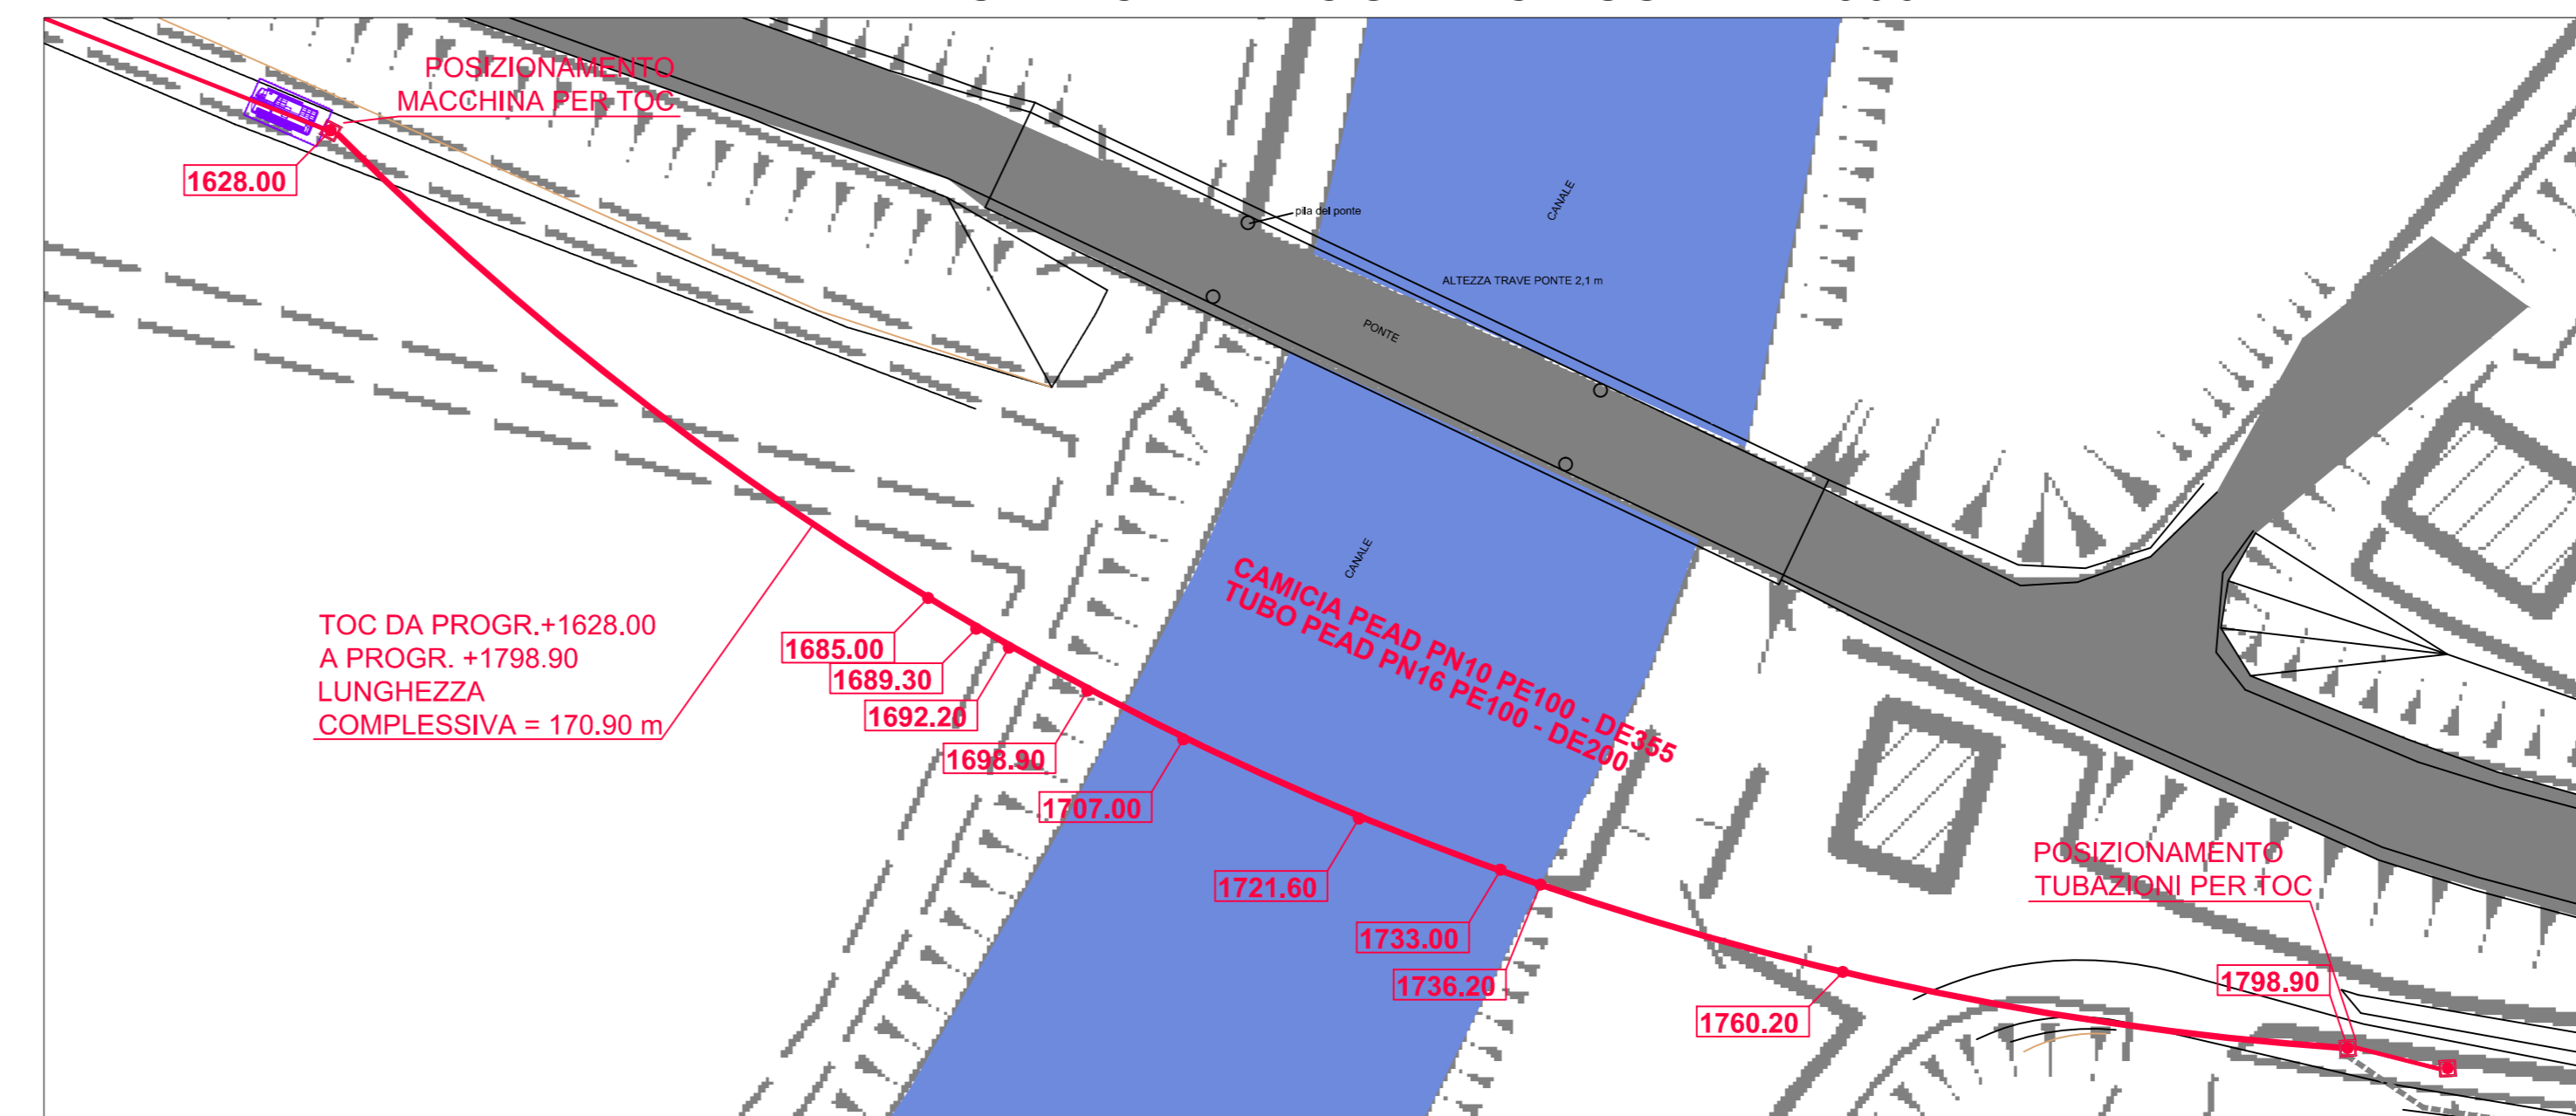 POSIZIONAMENTO
MACCHINA PER TOC
1628.00
pila del ponte
CANALE
ALTEZZA TRAVE PONTE 2,1 m
PONTE
CANALE
CAMICIA PEAD PN10 PE100 - DE355
TUBO PEAD PN16 PE100 - DE200
TOC DA PROGR.+1628.00
A PROGR. +1798.90
LUNGHEZZA
COMPLESSIVA = 170.90 m
1685.00
1689.30
1692.20
1698.90
1707.00
1721.60
1733.00
1736.20
1760.20
POSIZIONAMENTO
TUBAZIONI PER TOC
1798.90